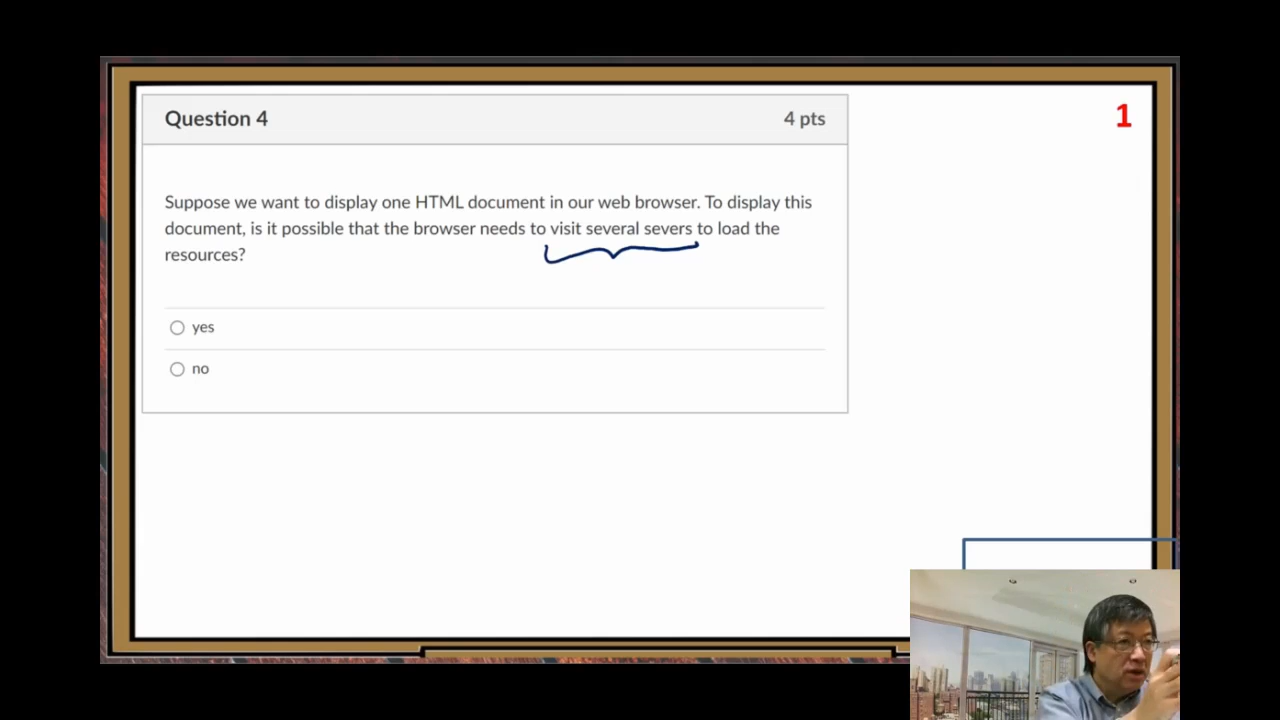 Question 4
4 pts
1
Suppose we want to display one HTML document in our web browser. To display this
document, is it possible that the browser needs to visit several severs to load the
resources?
yes
no